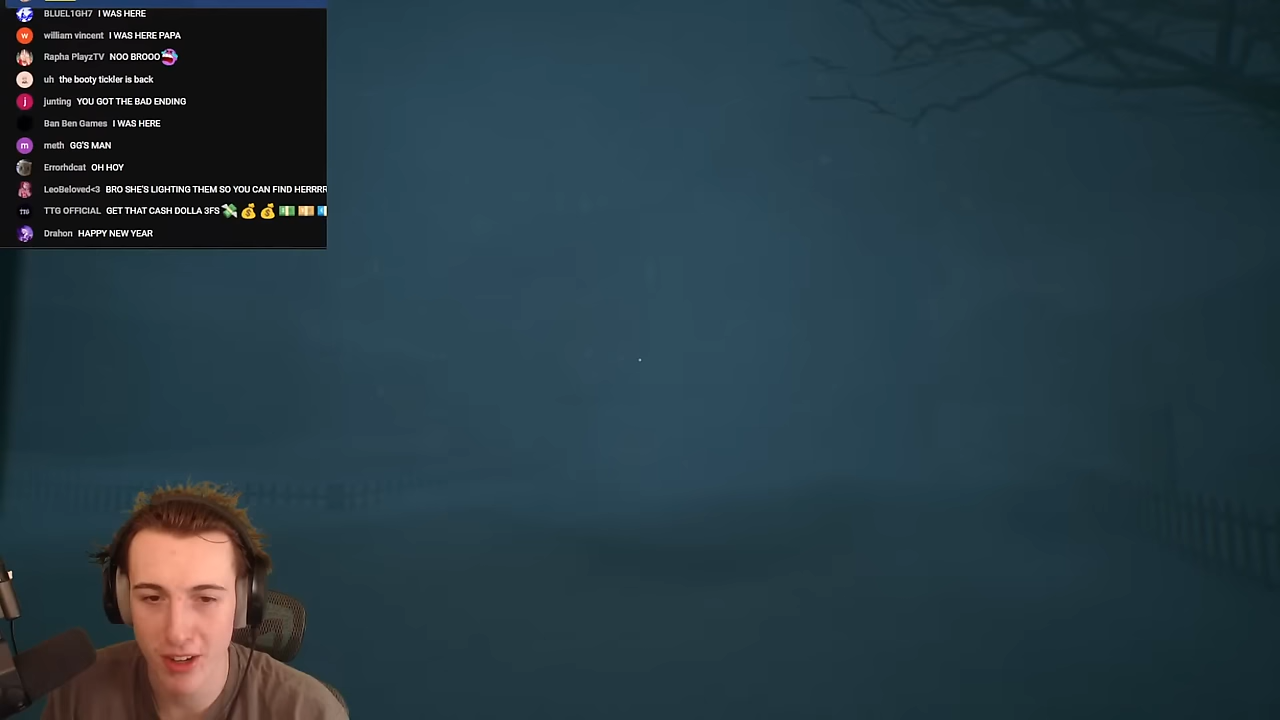 BLUEL1GH7 I WAS HERE
w william vincent I WAS HERE PAPA
Rapha PlayzTV NOO BROOO
uh the booty tickler is back
j junting YOU GOT THE BAD ENDING
Ban Ben Games I WAS HERE
m meth GG'S MAN
Errorhdcat OH HOY
LeoBeloved<3 BRO SHE'S LIGHTING THEM SO YOU CAN FIND HERRRR
TTG TTG OFFICIAL GET THAT CASH DOLLA 3FS💸💰💰💵💴💶
Drahon HAPPY NEW YEAR